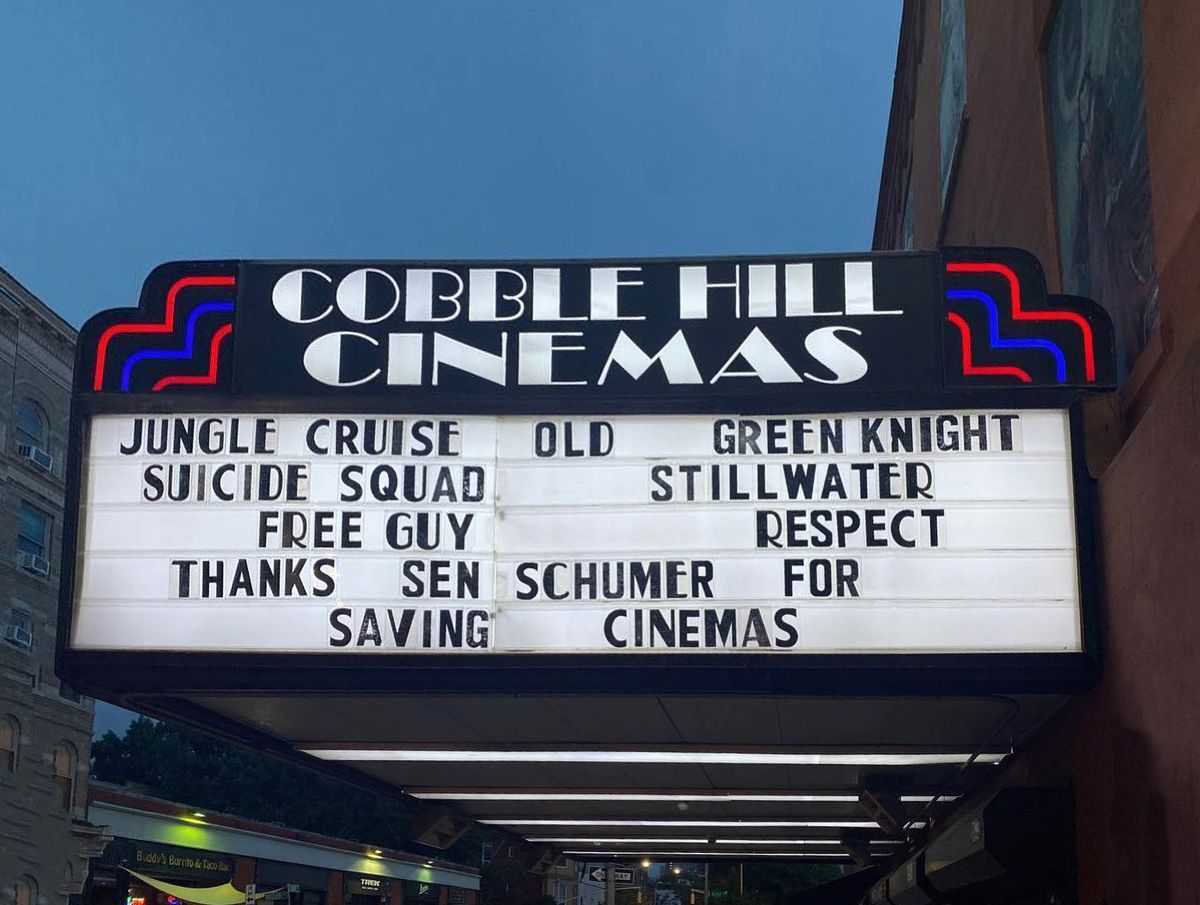 COBBLE HILL
CINEMAS
JUNGLE CRUISE OLD GREEN KNIGHT
SUICIDE SQUAD STILLWATER
FREE GUY RESPECT
THANKS SEN SCHUMER FOR
SAVING CINEMAS
Buddy's Burrito & Taco Bar
TREK
WAY